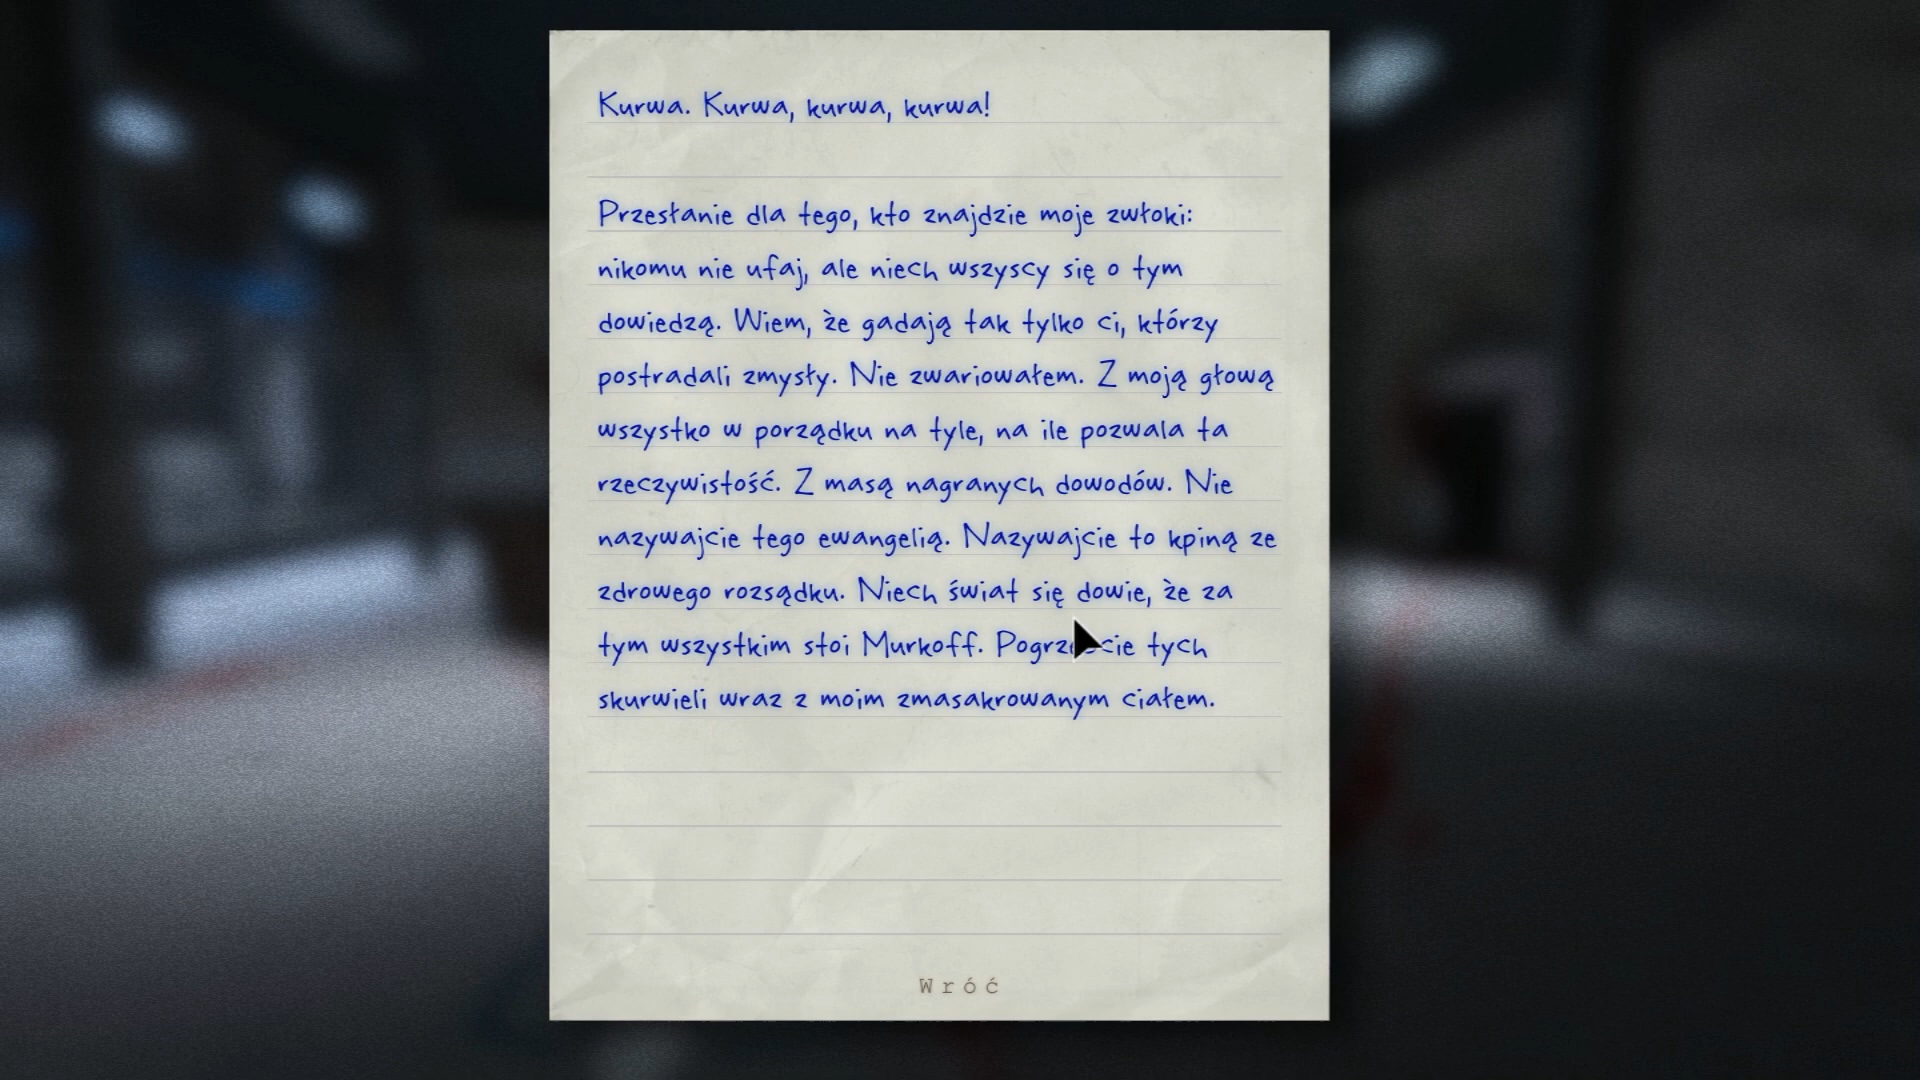 Kurwa. Kurwa, kurwa, kurwa!
Przesłanie dla tego, kto znajdzie moje zwłoki:
nikomu nie ufaj, ale niech wszyscy się o tym
dowiedzą. Wiem, że gadają tak tylko ci, którzy
postradali zmysły. Nie zwariowałem. Z moją głową
wszystko w porządku na tyle, na ile pozwala ta
rzeczywistość. Z masą nagranych dowodów. Nie
nazywajcie tego ewangelią. Nazywajcie to kpiną ze
zdrowego rozsądku. Niech świat się dowie, że za
tym wszystkim stoi Murkoff. tych
skurwieli wraz z moim zmasakrowanym ciałem.
Wróć